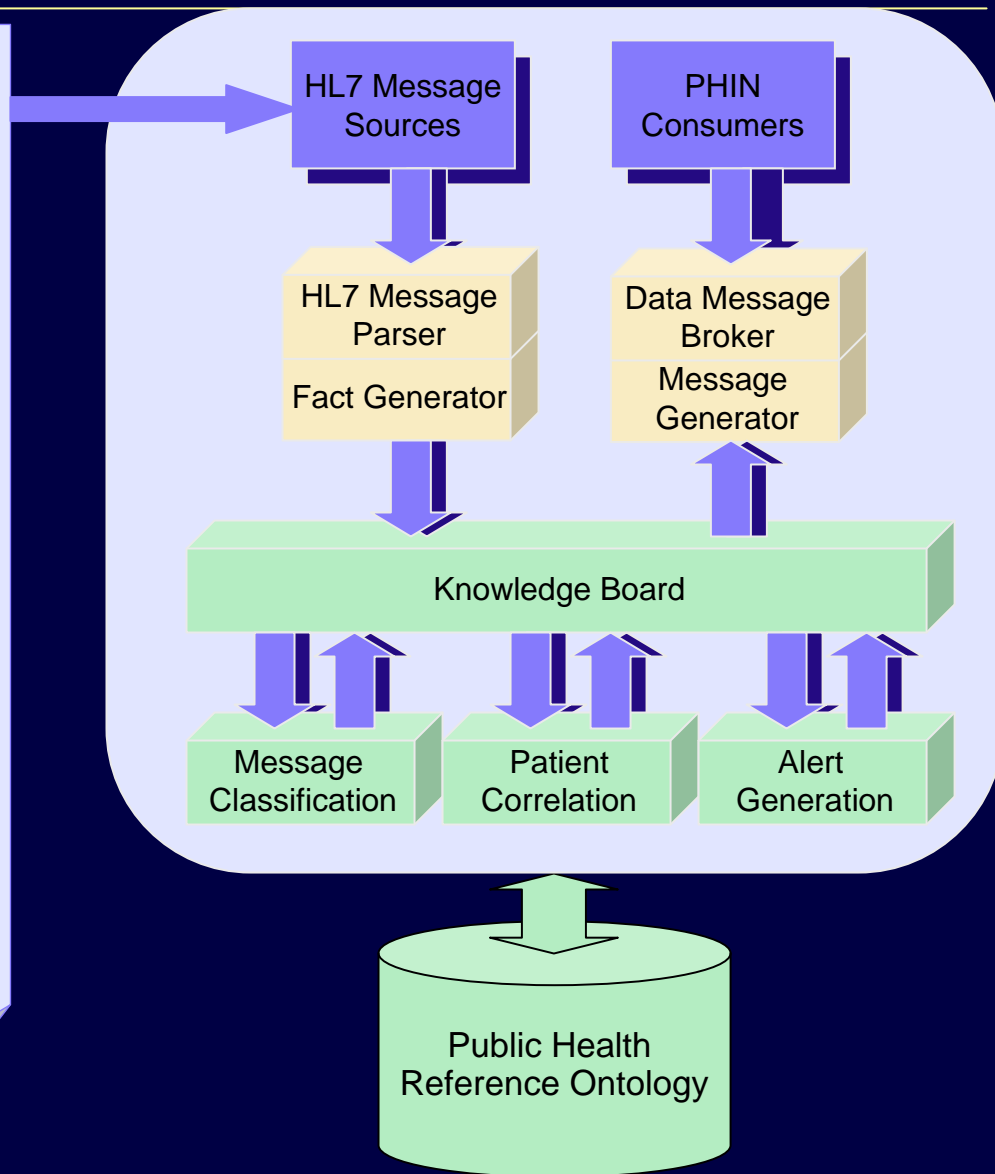 HL7 Message
Sources
PHIN
Consumers
HL7 Message
Parser
Fact Generator
Data Message
Broker
Message
Generator
Knowledge Board
Message
Classification
Patient
Correlation
Alert
Generation
Public Health
Reference Ontology